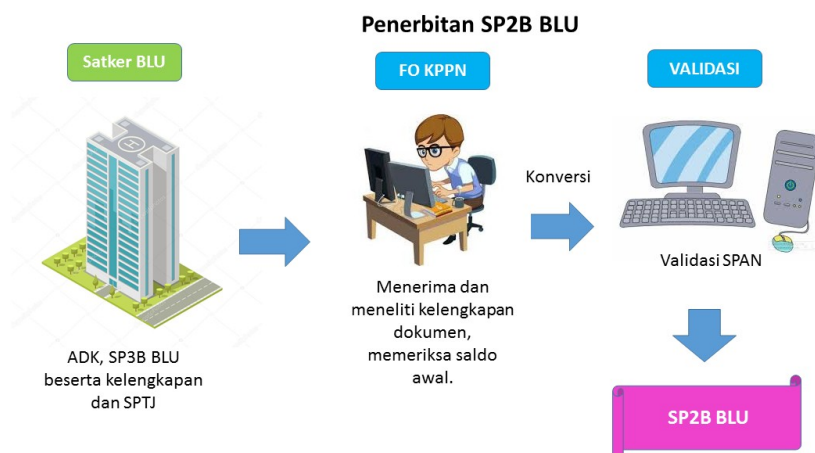 Penerbitan SP2B BLU
Satker BLU
FO KPPN
VALIDASI
Konversi
Validasi SPAN
Menerima dan
meneliti kelengkapan
dokumen,
memeriksa saldo
awal.
ADK, SP3B BLU
beserta kelengkapan
dan SPTJ
SP2B BLU